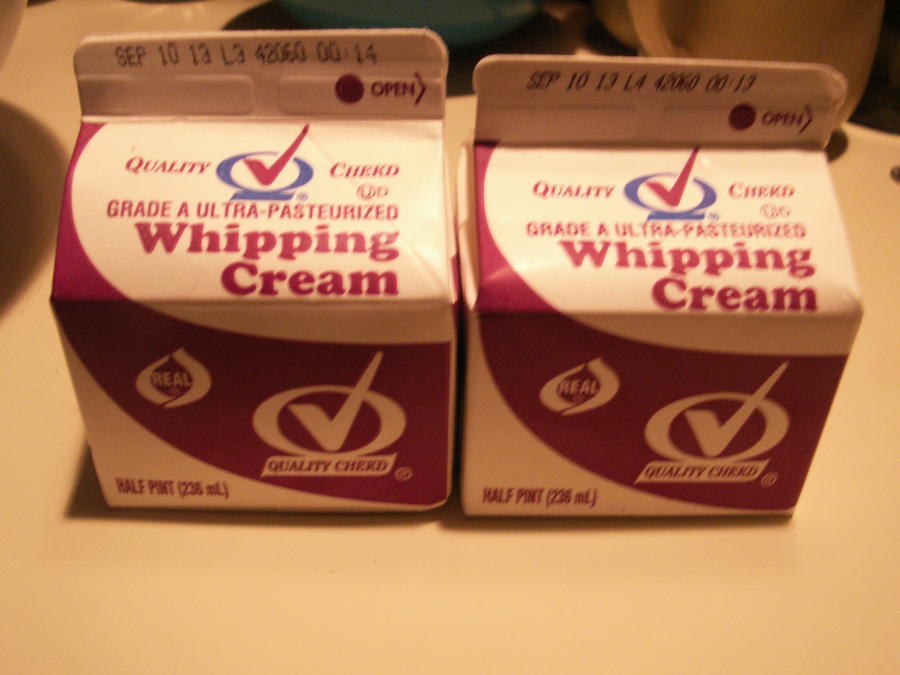 SEP 10 13 L3 42060 00:14
OPEN
QUALITY CHEKD
GRADE A ULTRA-PASTEURIZED
Whipping
Cream
REAL
QUALITY CHEKD
HALF PINT (236 mL)
SEP 10 13 L4 42060 00:13
OPEN
QUALITY CHEKD
GRADE A ULTRA-PASTEURIZED
Whipping
Cream
REAL
QUALITY CHEKD
HALF PINT (236 mL)